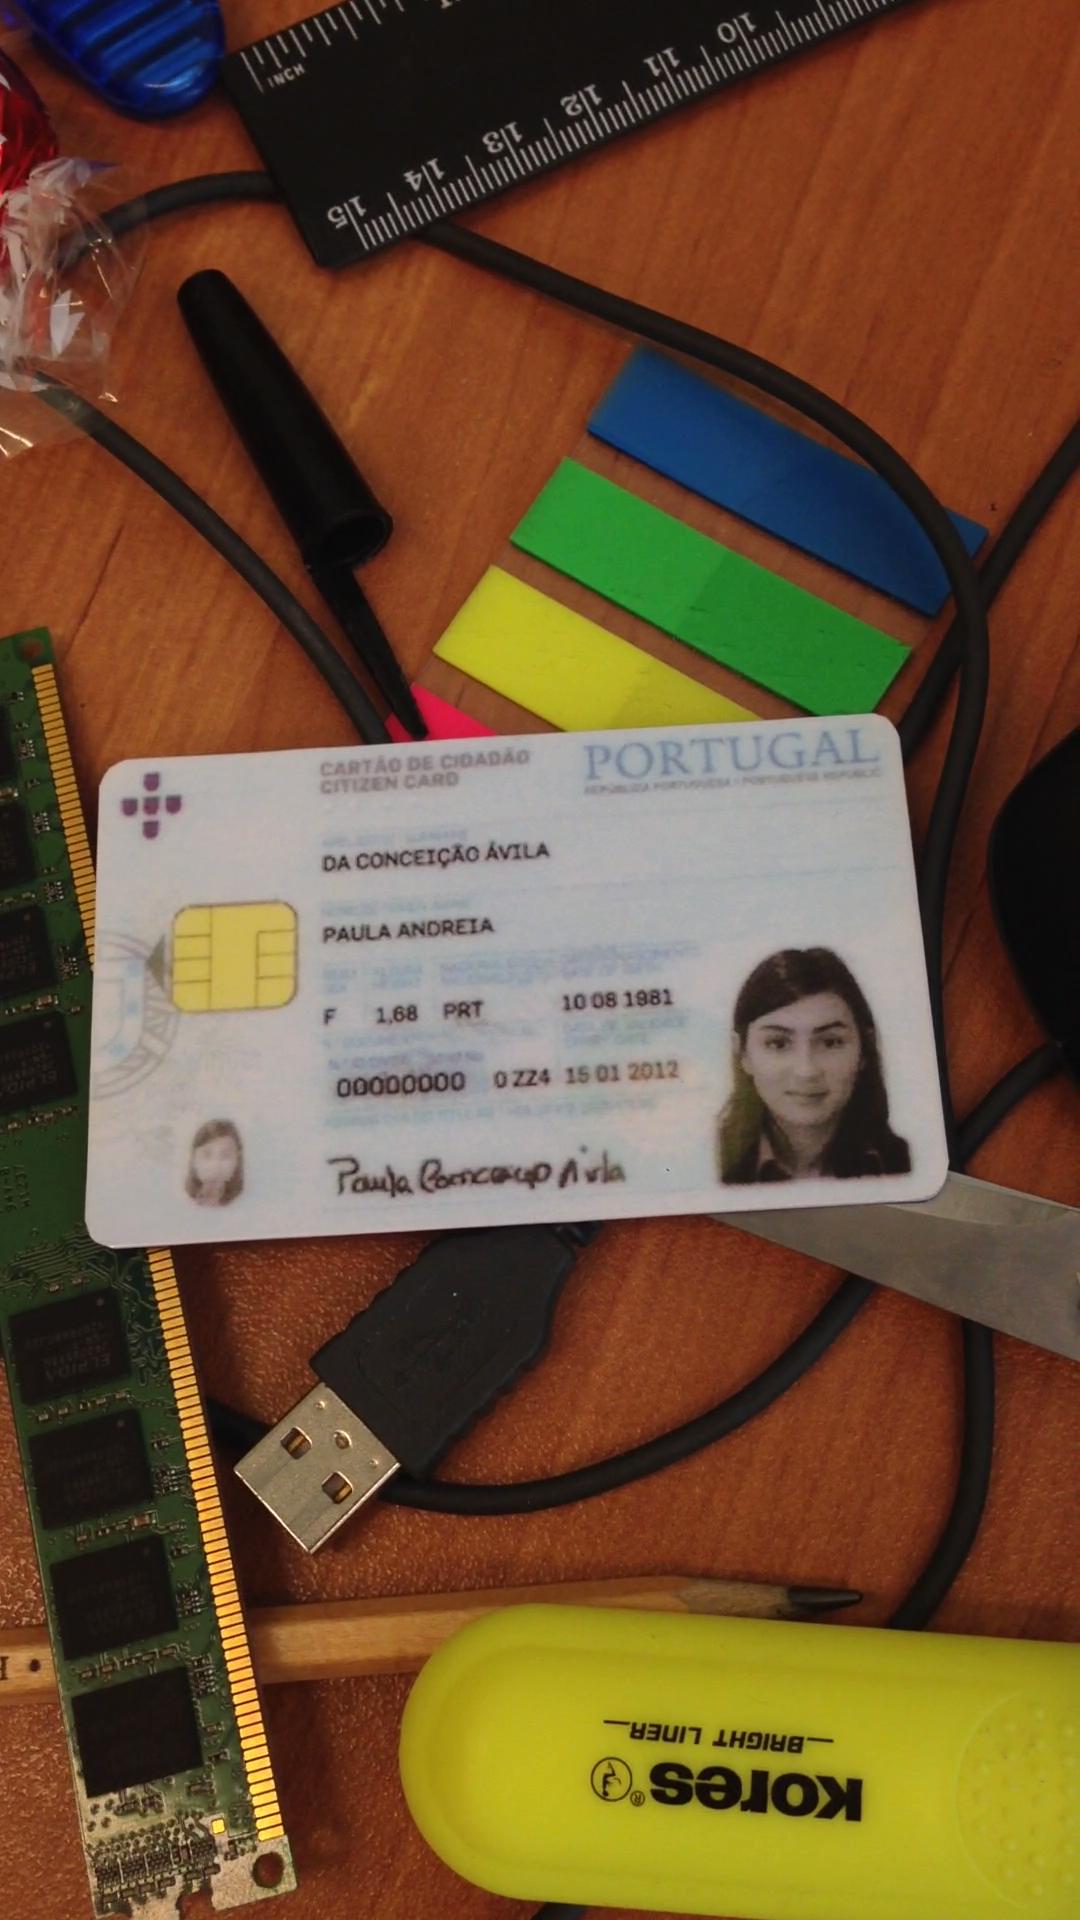 INCH
15 14 13 12 11 10
CARTÃO DE CIDADÃO
CITIZEN CARD
PORTUGAL
REPÚBLICA PORTUGUESA PORTUGUESE REPUBLIC
DA CONCEIÇÃO ÁVILA
PAULA ANDREIA
F 1,68 PRT 10 08 1981
00000000 0 ZZ4 15 01 2012
Paula Conceição Ávila
ELPIDA
BRIGHT LINER
Kores®